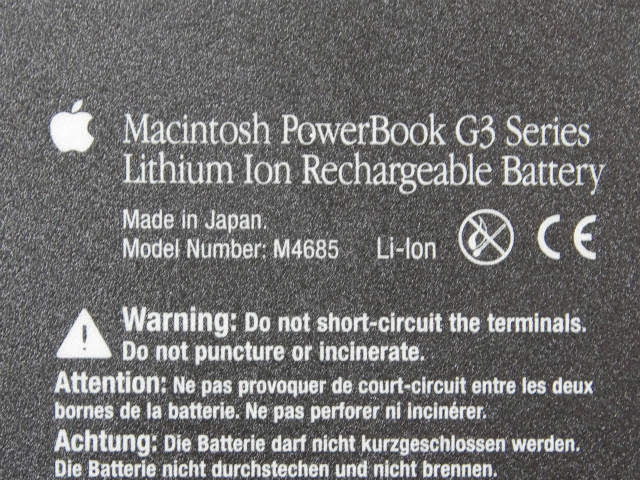 Macintosh PowerBook G3 Series
Lithium Ion Rechargeable Battery
Made in Japan.
Model Number: M4685 Li-Ion CE
Warning: Do not short-circuit the terminals.
Do not puncture or incinerate.
Attention: Ne pas provoquer de court-circuit entre les deux
bornes de la batterie. Ne pas perforer ni incinérer.
Achtung: Die Batterie darf nicht kurzgeschlossen werden.
Die Batterie nicht durchstechen und nicht brennen.